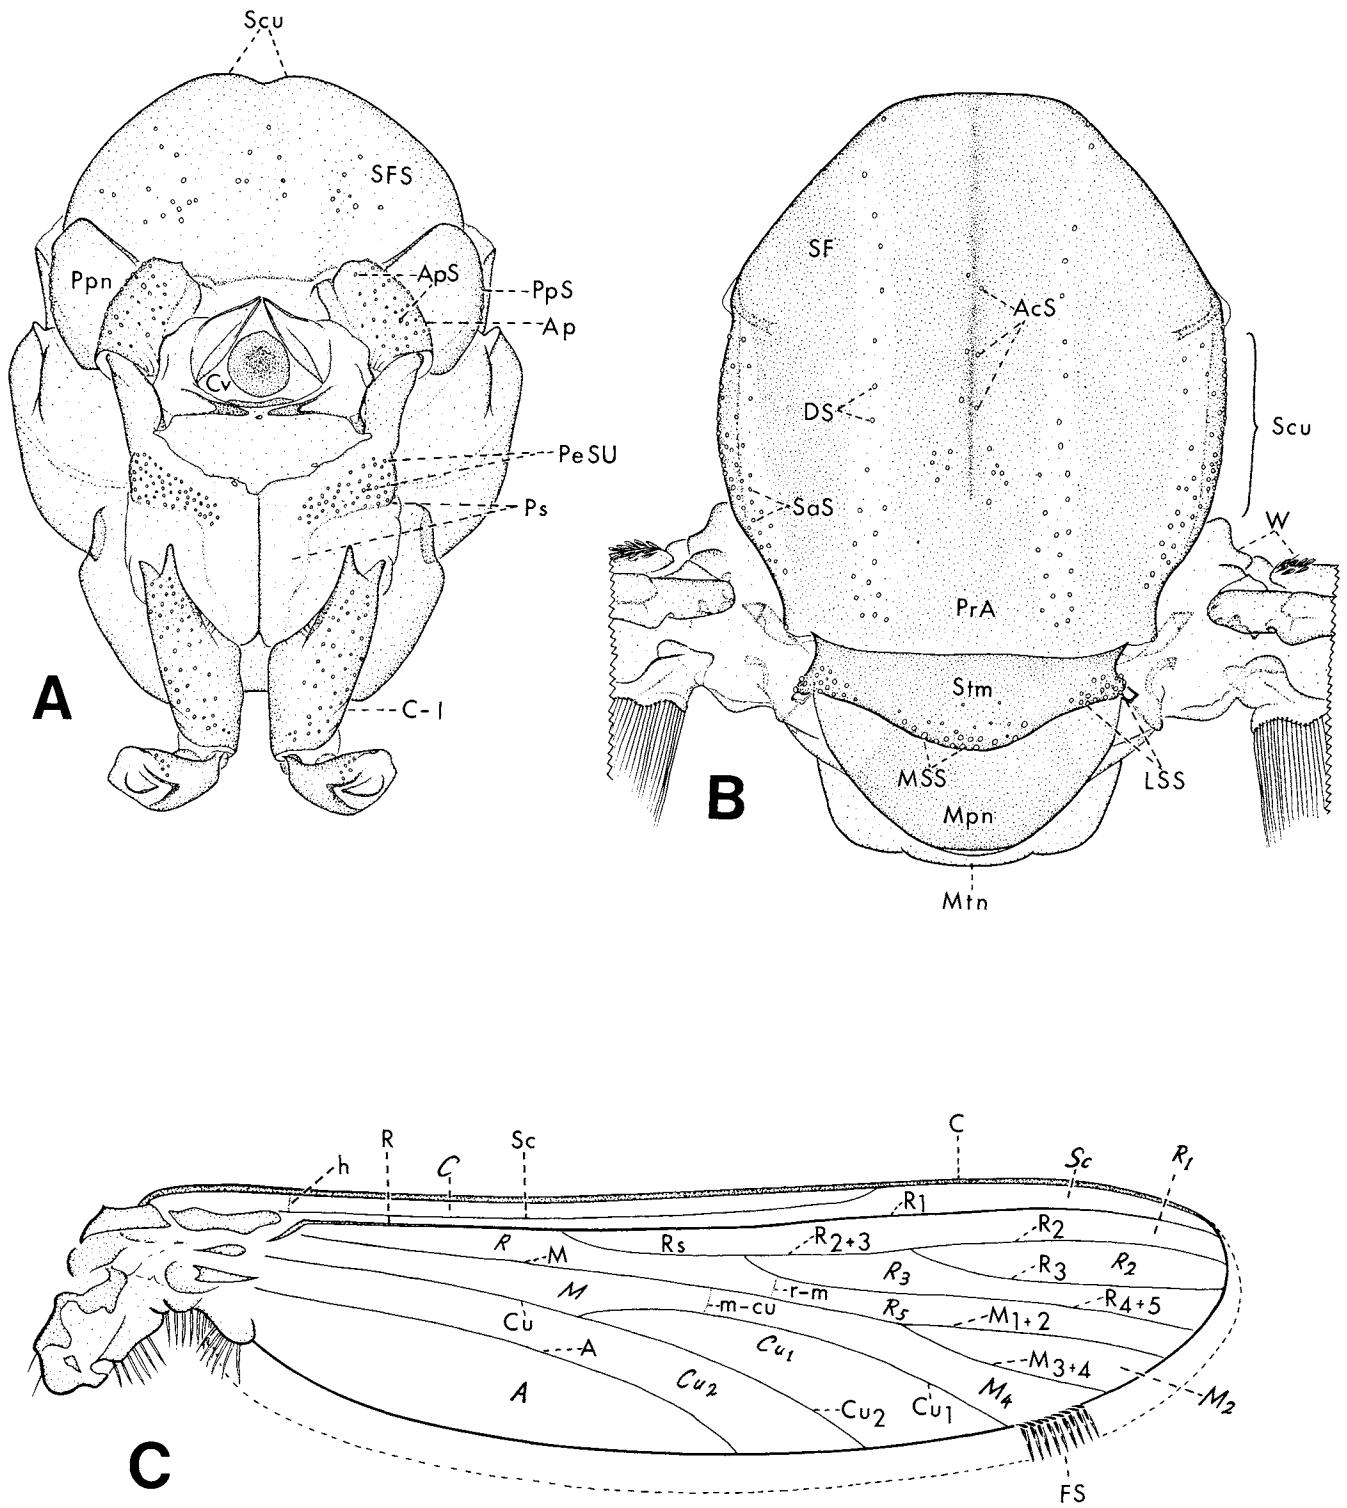 Scu
SFS
Ppn
ApS
PpS
Ap
Cv
PeSU
Ps
A
C-I
SF
AcS
DS
Scu
SaS
W
PrA
Stm
MSS
LSS
B
Mpn
Mtn
R
C
Sc
C
Sc
R1
h
R1
R
M
Rs
R2+3
R2
R3
R3
R2
M
m-cu
r-m
R5
M1+2
R4+5
Cu
A
Cu1
M3+4
A
Cu2
Cu2
Cu1
M4
M2
C
FS